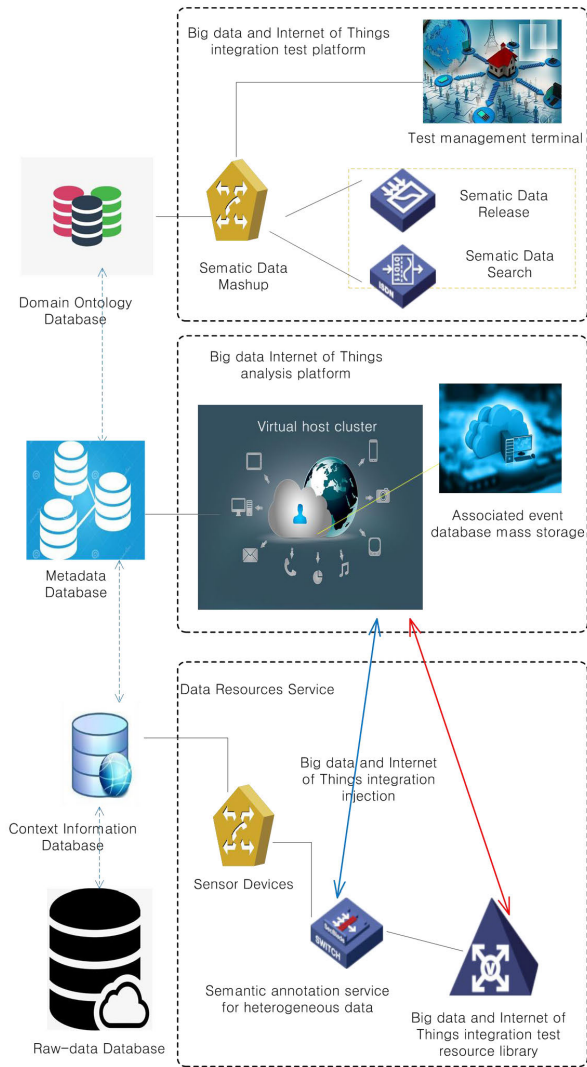 Big data and Internet of Things
integration test platform
Test management terminal
Sematic Data
Release
Sematic Data
Mashup
Sematic Data
Search
ISDN
Domain Ontology
Database
Big data Internet of Things
analysis platform
Virtual host cluster
Associated event
database mass storage
Metadata
Database
Data Resources Service
Big data and Internet
of Things integration
injection
Context Information
Database
Sensor Devices
SWITCH
Semantic annotation service
for heterogeneous data
V
Big data and Internet of
Things integration test
resource library
Raw-data Database